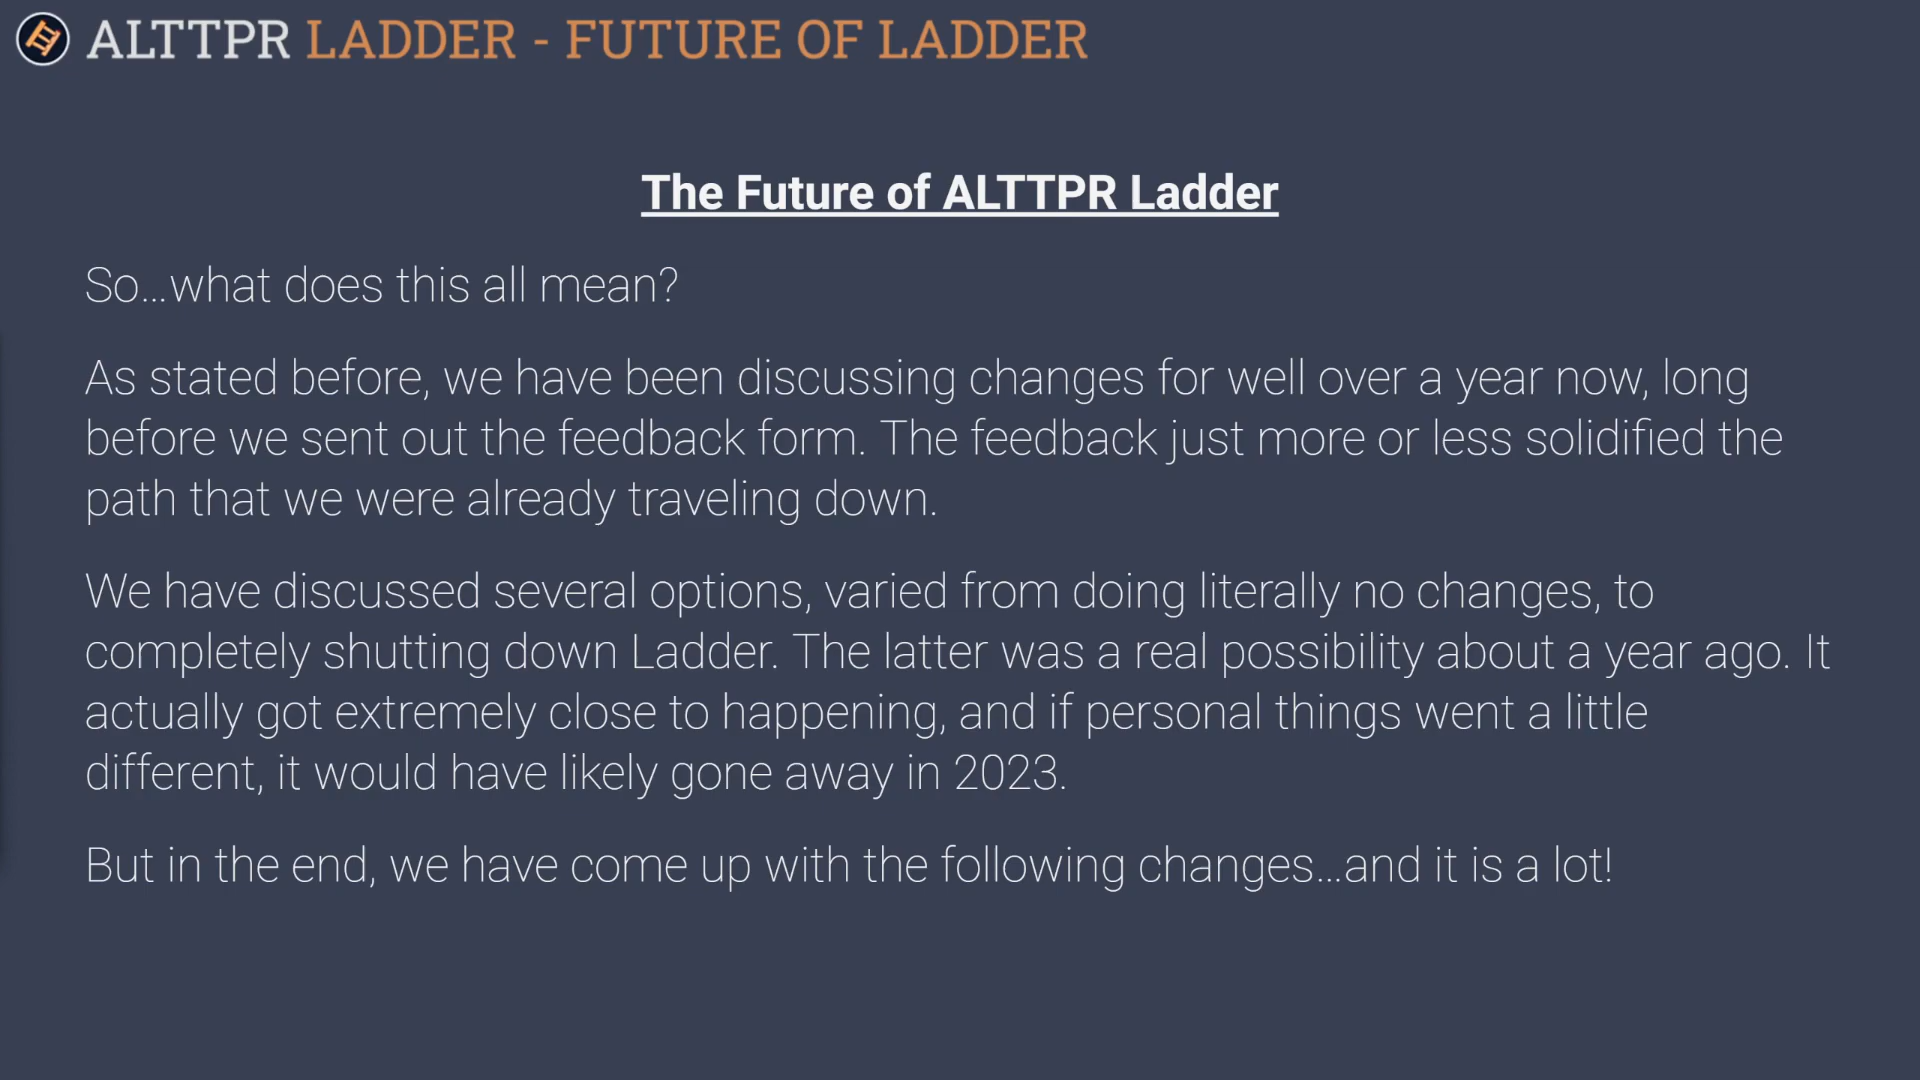 ALTTPR LADDER - FUTURE OF LADDER
The Future of ALTTPR Ladder
So...what does this all mean?
As stated before, we have been discussing changes for well over a year now, long
before we sent out the feedback form. The feedback just more or less solidified the
path that we were already traveling down.
We have discussed several options, varied from doing literally no changes, to
completely shutting down Ladder. The latter was a real possibility about a year ago. It
actually got extremely close to happening, and if personal things went a little
different, it would have likely gone away in 2023.
But in the end, we have come up with the following changes...and it is a lot!